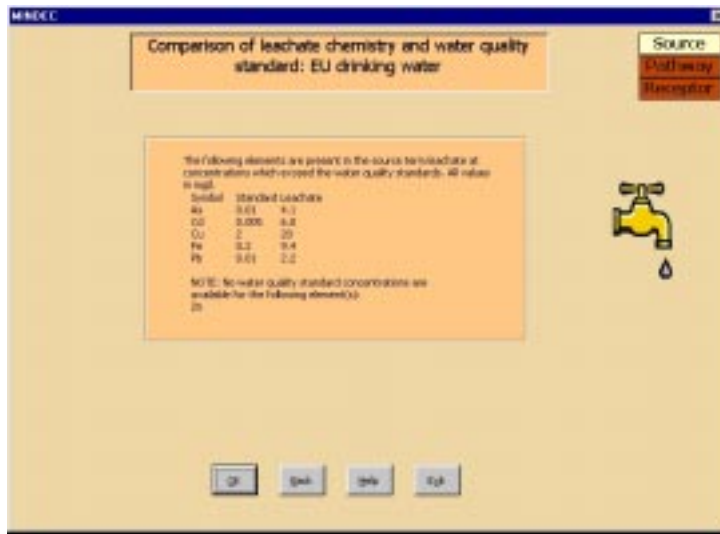 MINDEC
Comparison of leachate chemistry and water quality
standard: EU drinking water
Source
Pathway
Receptor
The following elements are present in the source term leachate at
concentrations which exceed the water quality standards. All values
in mg/l.
Symbol Standard Leachate
As 0.01 9.1
Cd 0.005 6.8
Cu 2 20
Fe 0.2 9.4
Pb 0.01 2.2
NOTE: No water quality standard concentrations are
available for the following element(s):
Zn
OK Back Help Exit